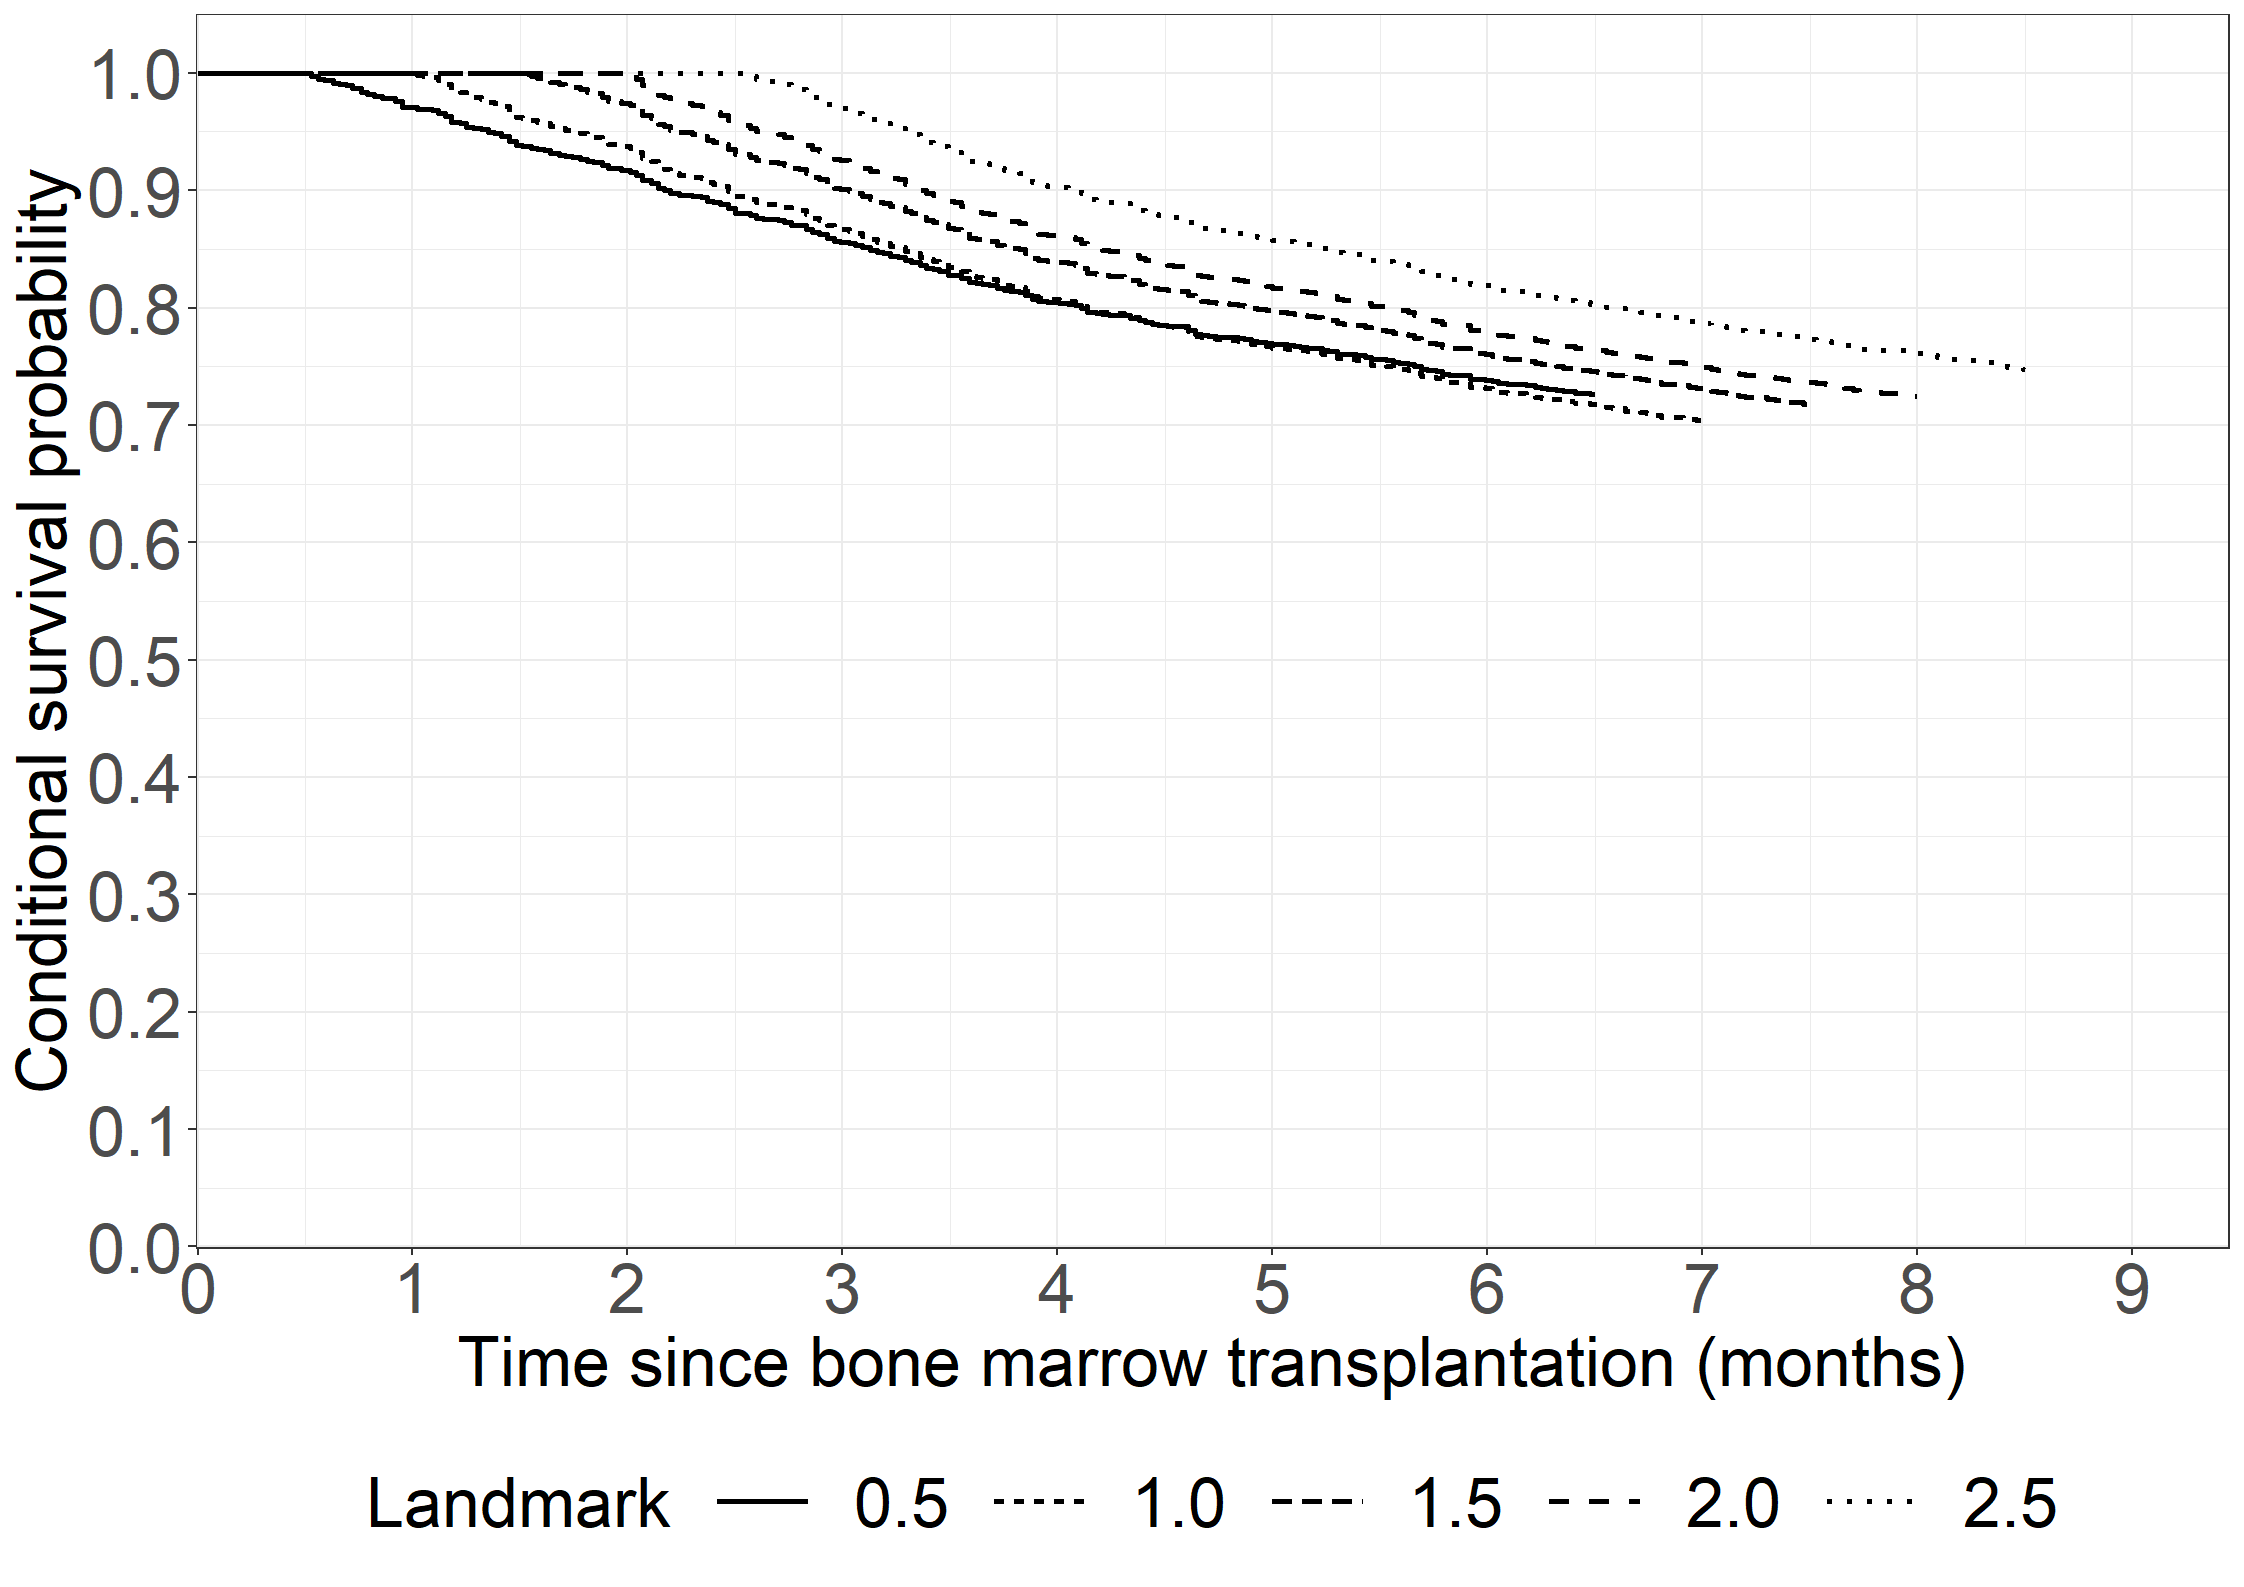 Conditional survival probability
1.0
0.9
0.8
0.7
0.6
0.5
0.4
0.3
0.2
0.1
0.0
0 1 2 3 4 5 6 7 8 9
Time since bone marrow transplantation (months)
Landmark 0.5 1.0 1.5 2.0 2.5